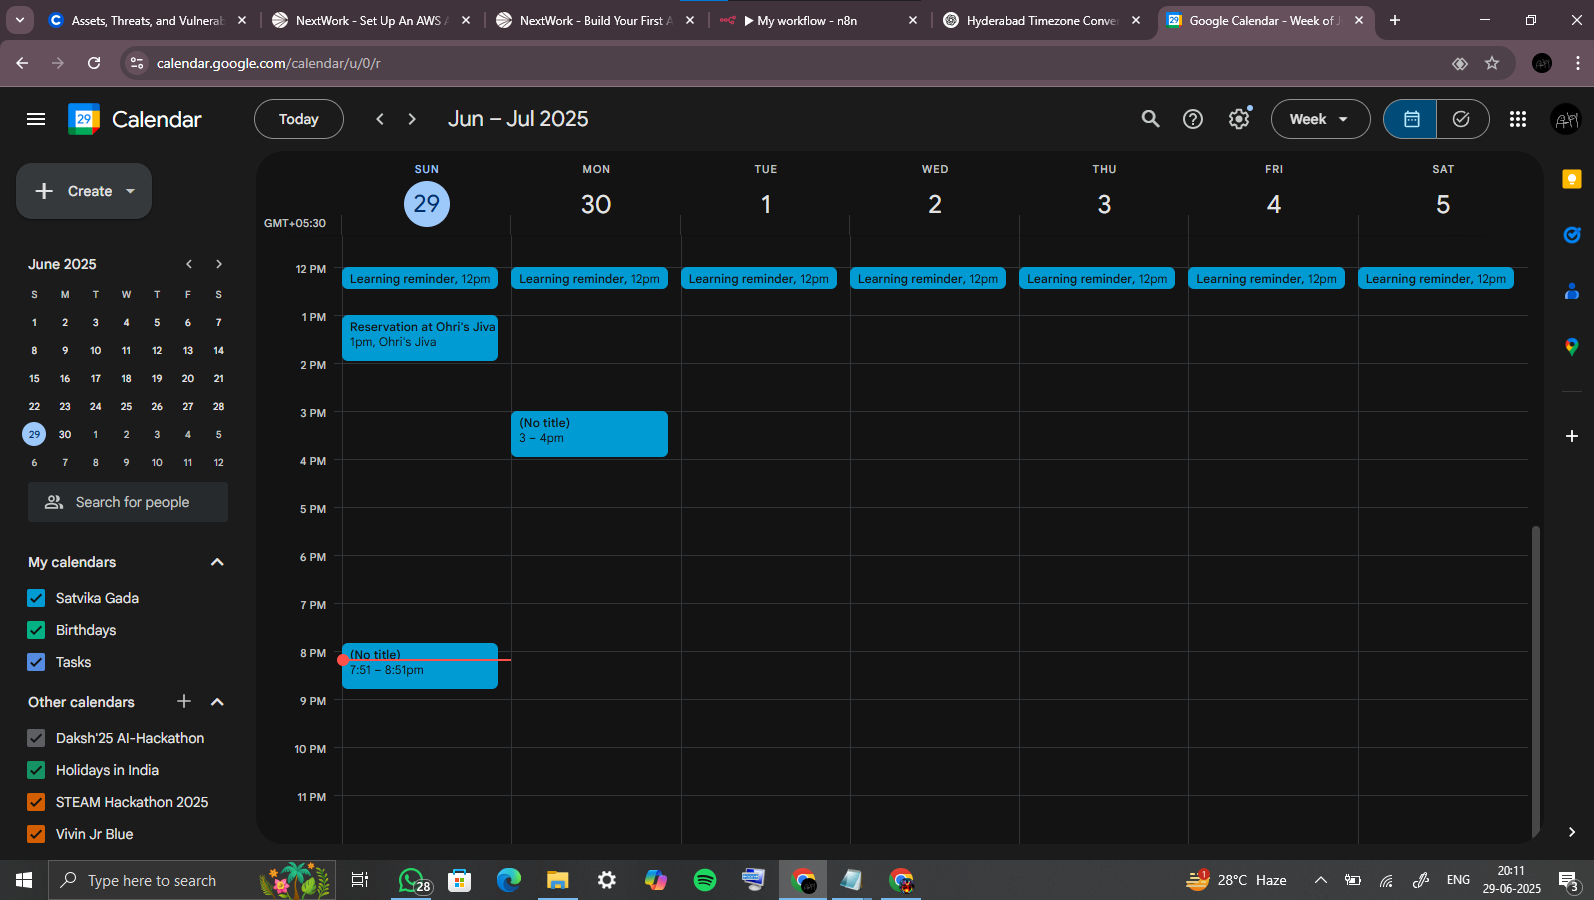 Assets, Threats, and Vulnerab
NextWork - Set Up An AWS A
NextWork - Build Your First A
▶ My workflow - n8n
Hyderabad Timezone Conver
Google Calendar - Week of J
calendar.google.com/calendar/u/0/r
29 Calendar
Today
Jun – Jul 2025
Week
Create
SUN MON TUE WED THU FRI SAT
29 30 1 2 3 4 5
GMT+05:30
June 2025
S M T W T F S
1 2 3 4 5 6 7
8 9 10 11 12 13 14
15 16 17 18 19 20 21
22 23 24 25 26 27 28
29 30 1 2 3 4 5
6 7 8 9 10 11 12
Search for people
My calendars
Satvika Gada
Birthdays
Tasks
Other calendars
Daksh'25 AI-Hackathon
Holidays in India
STEAM Hackathon 2025
Vivin Jr Blue
12 PM
Learning reminder, 12pm
Learning reminder, 12pm
Learning reminder, 12pm
Learning reminder, 12pm
Learning reminder, 12pm
Learning reminder, 12pm
Learning reminder, 12pm
1 PM
Reservation at Ohri's Jiva
1pm, Ohri's Jiva
2 PM
3 PM
(No title)
3 – 4pm
4 PM
5 PM
6 PM
7 PM
8 PM
(No title)
7:51 – 8:51pm
9 PM
10 PM
11 PM
Type here to search
28
1
28°C Haze
ENG
20:11
29-06-2025
3